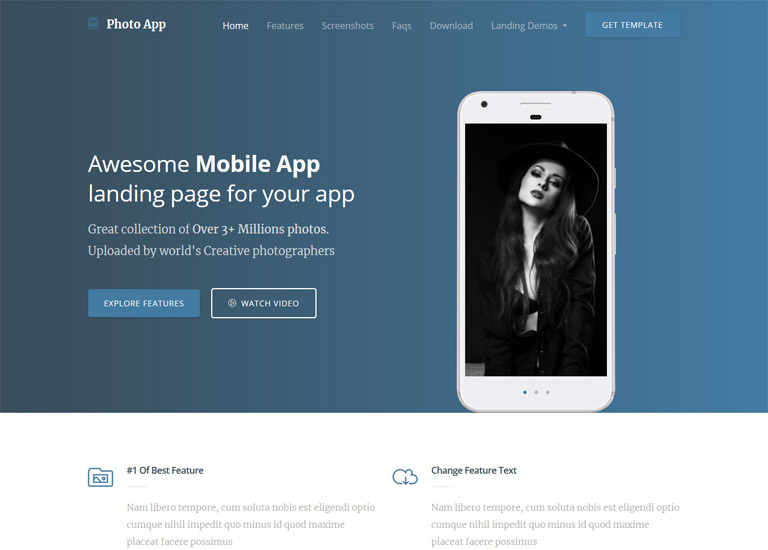 Photo App
Home Features Screenshots Faqs Download Landing Demos GET TEMPLATE
Awesome Mobile App
landing page for your app
Great collection of Over 3+ Millions photos.
Uploaded by world's Creative photographers
EXPLORE FEATURES
WATCH VIDEO
#1 Of Best Feature
Nam libero tempore, cum soluta nobis est eligendi optio
cumque nihil impedit quo minus id quod maxime
placeat facere possimus
Change Feature Text
Nam libero tempore, cum soluta nobis est eligendi optio
cumque nihil impedit quo minus id quod maxime
placeat facere possimus